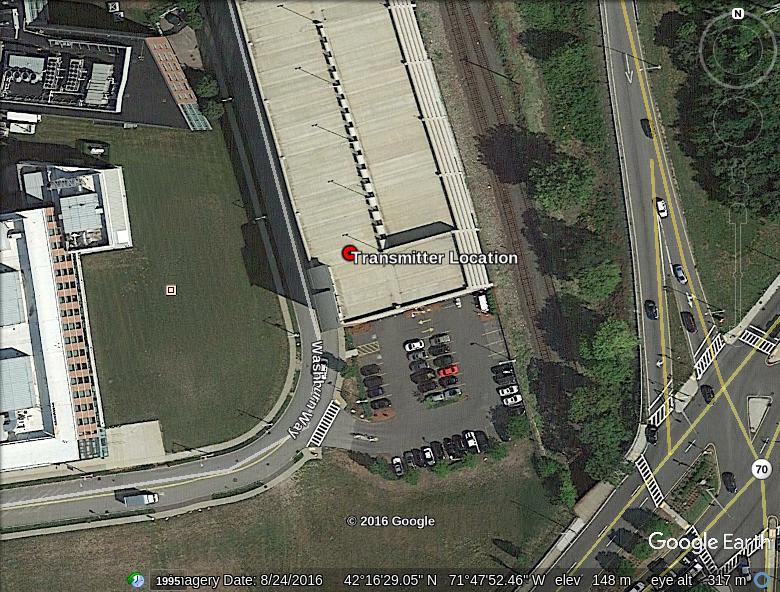 N
Transmitter Location
Washburn Way
70
© 2016 Google
Google Earth
1995
agery Date: 8/24/2016 42°16'29.05" N 71°47'52.46" W elev 148 m eye alt 317 m